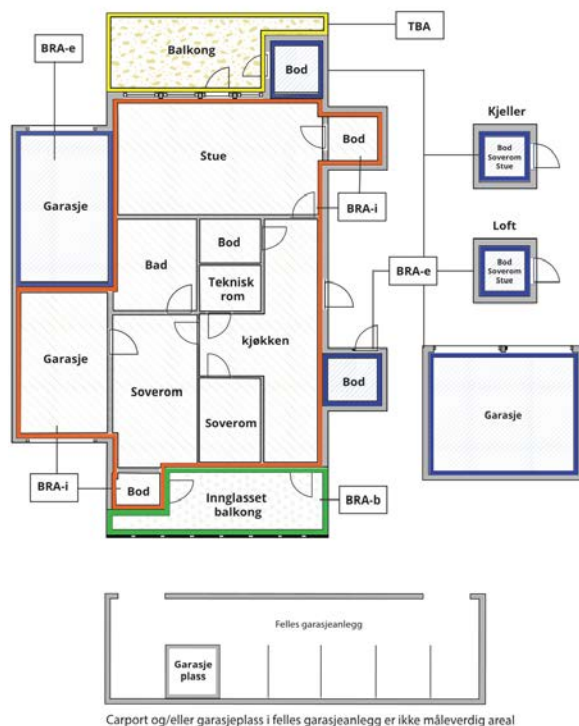 TBA
BRA-e
Balkong
Bod
Kjeller
Bod
Soverom
Stue
Stue
Bod
Garasje
BRA-i
Loft
Bod
Soverom
Stue
Bad
Bod
Teknisk
rom
BRA-e
Garasje
kjøkken
Soverom
Soverom
Bod
Garasje
BRA-i
Bod
Innglasset
balkong
BRA-b
Felles garasjeanlegg
Garasje
plass
Carport og/eller garasjeplass i felles garasjeanlegg er ikke måleverdig areal